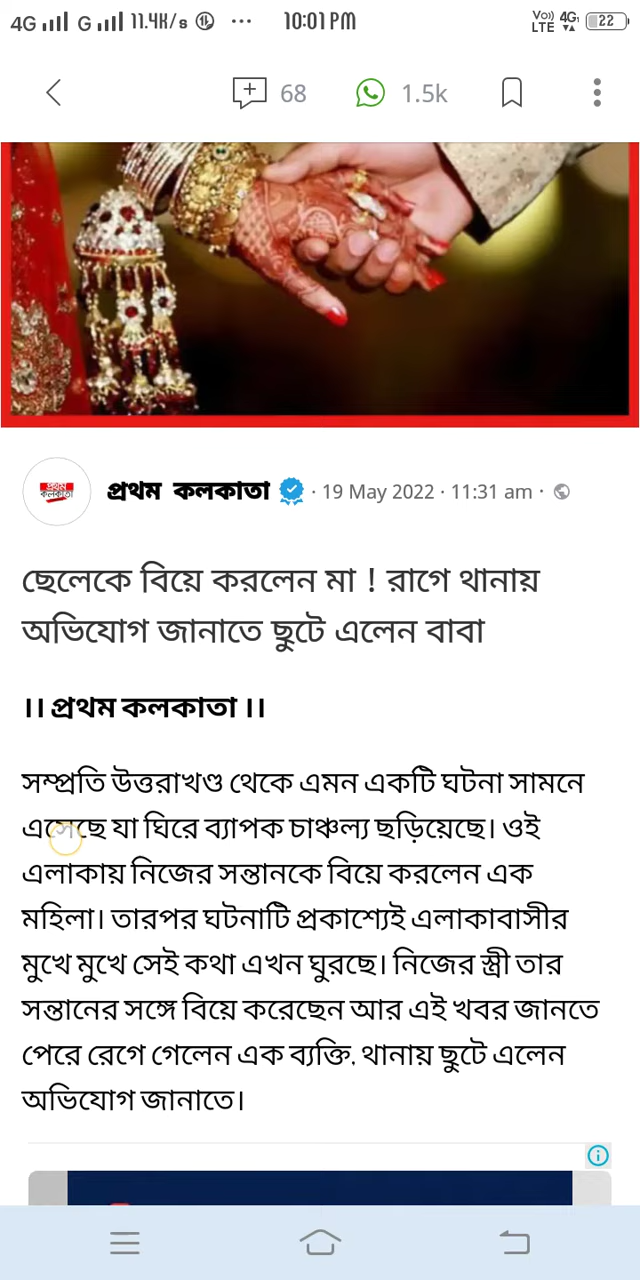 4G G 11.4K/s ··· 10:01 PM Vo) LTE 4G 22
68 1.5k
প্রথম কলকাতা
প্রথম কলকাতা · 19 May 2022 · 11:31 am ·
ছেলেকে বিয়ে করলেন মা ! রাগে থানায়
অভিযোগ জানাতে ছুটে এলেন বাবা
।। প্রথম কলকাতা ।।
সম্প্রতি উত্তরাখণ্ড থেকে এমন একটি ঘটনা সামনে
এসেছে যা ঘিরে ব্যাপক চাঞ্চল্য ছড়িয়েছে। ওই
এলাকায় নিজের সন্তানকে বিয়ে করলেন এক
মহিলা। তারপর ঘটনাটি প্রকাশ্যেই এলাকাবাসীর
মুখে মুখে সেই কথা এখন ঘুরছে। নিজের স্ত্রী তার
সন্তানের সঙ্গে বিয়ে করেছেন আর এই খবর জানতে
পেরে রেগে গেলেন এক ব্যক্তি, থানায় ছুটে এলেন
অভিযোগ জানাতে।